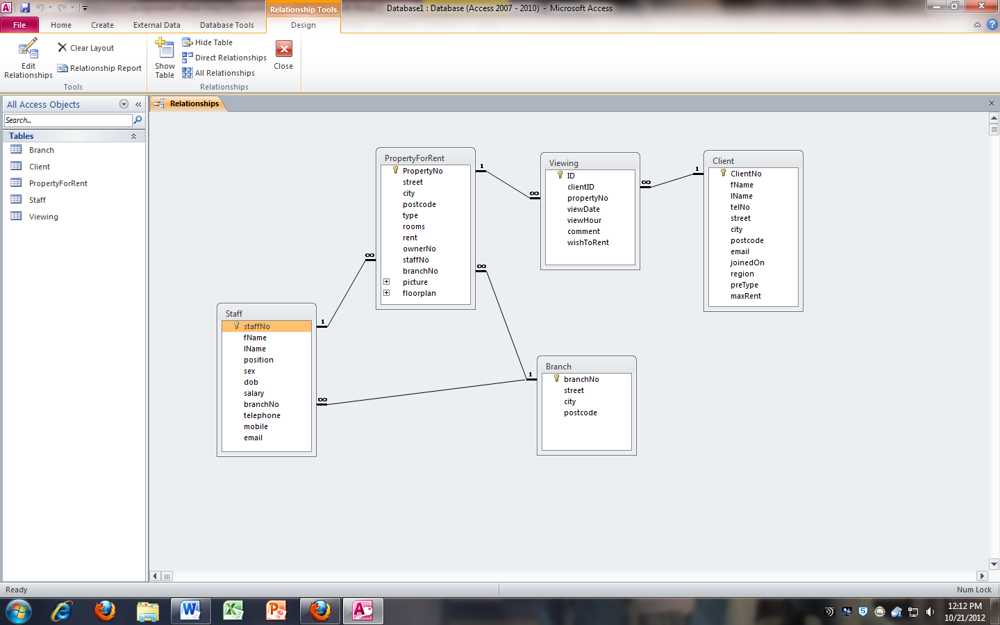 Relationship Tools
Database1 : Database (Access 2007 - 2010) - Microsoft Access
File
Home
Create
External Data
Database Tools
Design
Edit Relationships
Clear Layout
Relationship Report
Tools
Show Table
Hide Table
Direct Relationships
All Relationships
Close
Relationships
All Access Objects
Search...
Tables
Branch
Client
PropertyForRent
Staff
Viewing
Relationships
PropertyForRent
PropertyNo
street
city
postcode
type
rooms
rent
ownerNo
staffNo
branchNo
picture
floorplan
1
∞
∞
∞
Viewing
ID
clientID
propertyNo
viewDate
viewHour
comment
wishToRent
∞
1
Client
ClientNo
fName
lName
telNo
street
city
postcode
email
joinedOn
region
preType
maxRent
Staff
staffNo
fName
lName
position
sex
dob
salary
branchNo
telephone
mobile
email
1
∞
1
Branch
branchNo
street
city
postcode
Ready
Num Lock
12:12 PM
10/21/2012